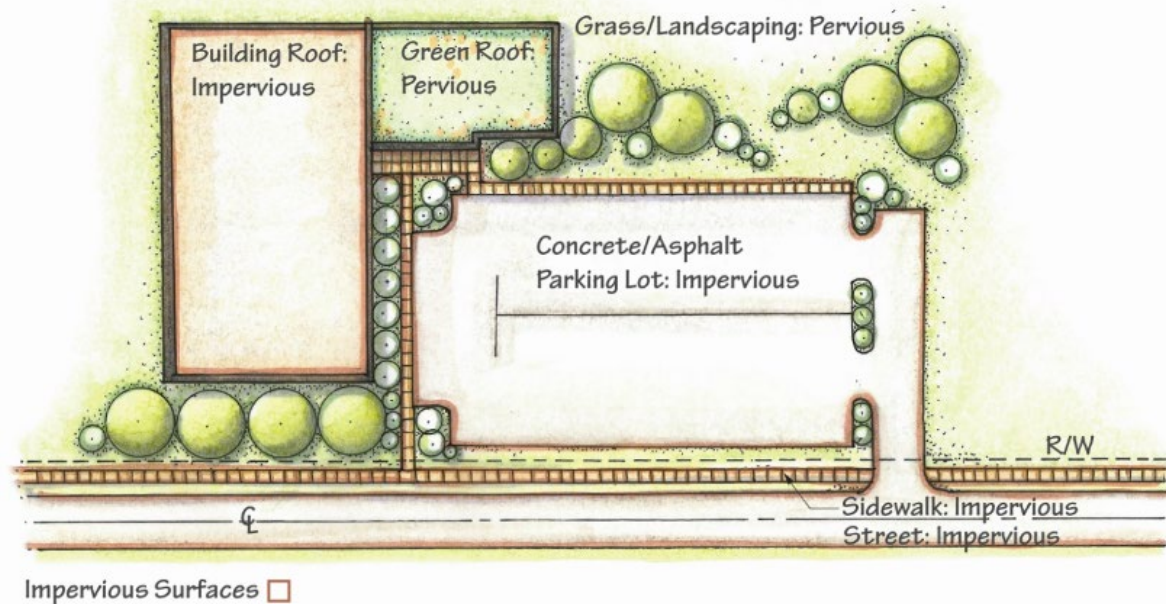 Grass/Landscaping: Pervious
Building Roof:
Impervious
Green Roof:
Pervious
Concrete/Asphalt
Parking Lot: Impervious
R/W
Sidewalk: Impervious
℄
Street: Impervious
Impervious Surfaces